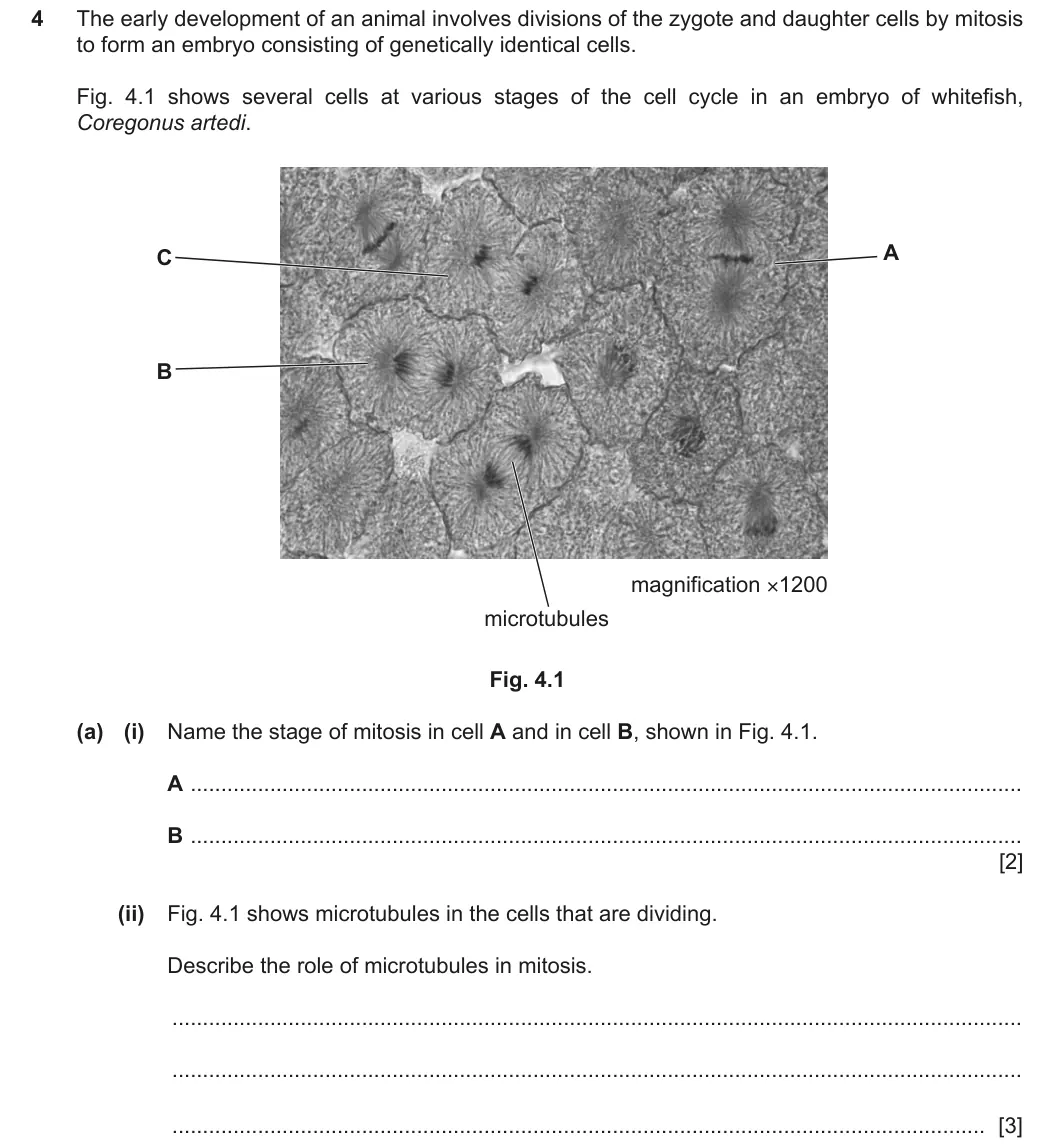 4 The early development of an animal involves divisions of the zygote and daughter cells by mitosis
to form an embryo consisting of genetically identical cells.
Fig. 4.1 shows several cells at various stages of the cell cycle in an embryo of whitefish,
Coregonus artedi.
C
A
B
magnification ×1200
microtubules
Fig. 4.1
(a) (i) Name the stage of mitosis in cell A and in cell B, shown in Fig. 4.1.
A ..........................................................................................................................................
B ..........................................................................................................................................
[2]
(ii) Fig. 4.1 shows microtubules in the cells that are dividing.
Describe the role of microtubules in mitosis.
.............................................................................................................................................
.............................................................................................................................................
....................................................................................................................................... [3]